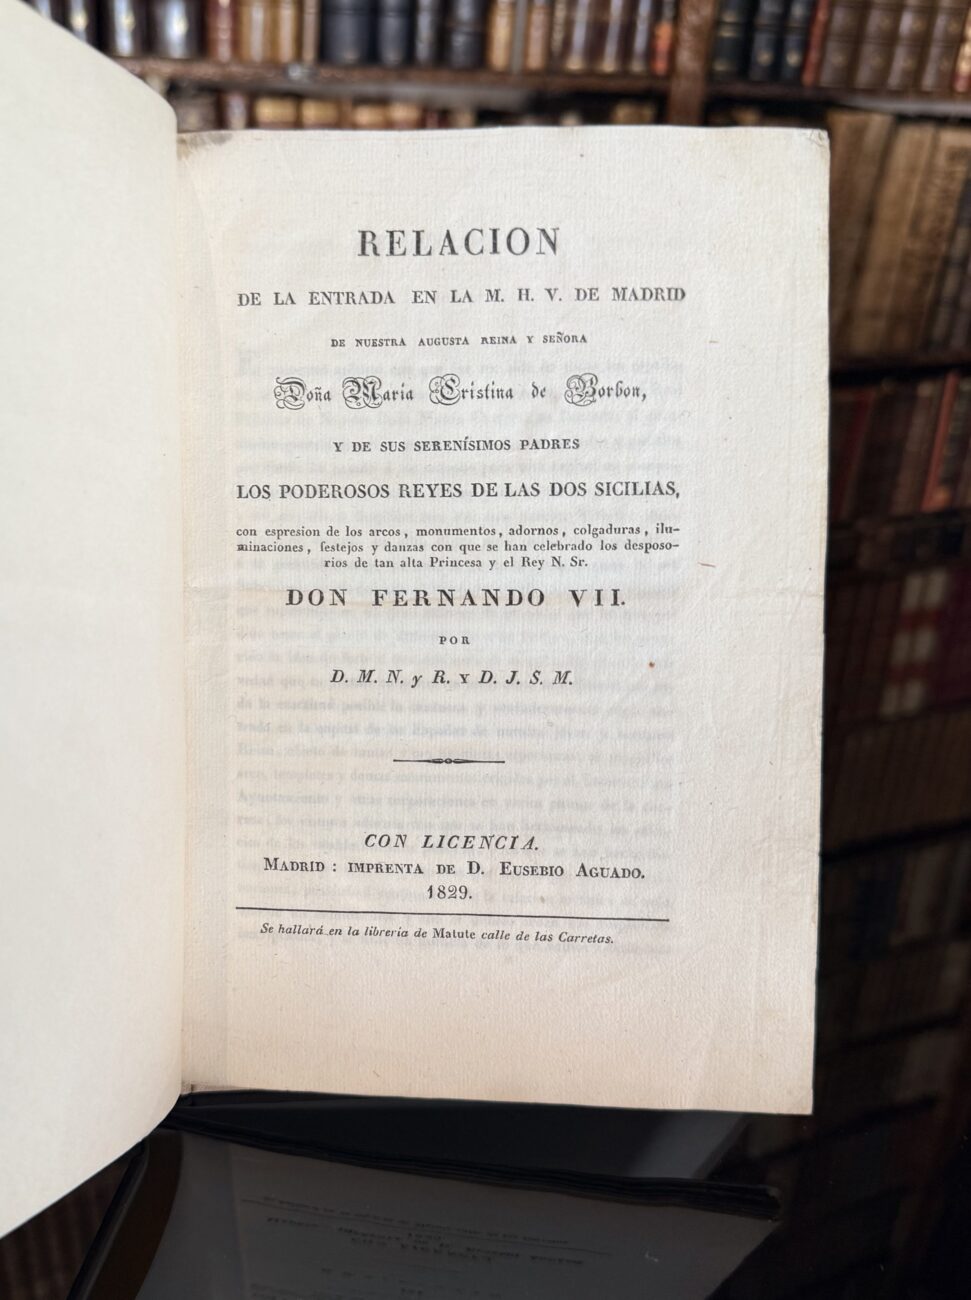 RELACION
DE LA ENTRADA EN LA M. H. V. DE MADRID
DE NUESTRA AUGUSTA REINA Y SEÑORA
Doña Maria Cristina de Borbon,
Y DE SUS SERENÍSIMOS PADRES
LOS PODEROSOS REYES DE LAS DOS SICILIAS,
con espresion de los arcos, monumentos, adornos, colgaduras, ilu-
minaciones, festejos y danzas con que se han celebrado los desposo-
rios de tan alta Princesa y el Rey N. Sr.
DON FERNANDO VII.
POR
D. M. N. y R. Y D. J. S. M.
CON LICENCIA.
MADRID: IMPRENTA DE D. EUSEBIO AGUADO.
1829.
Se hallará en la librería de Matute calle de las Carretas.